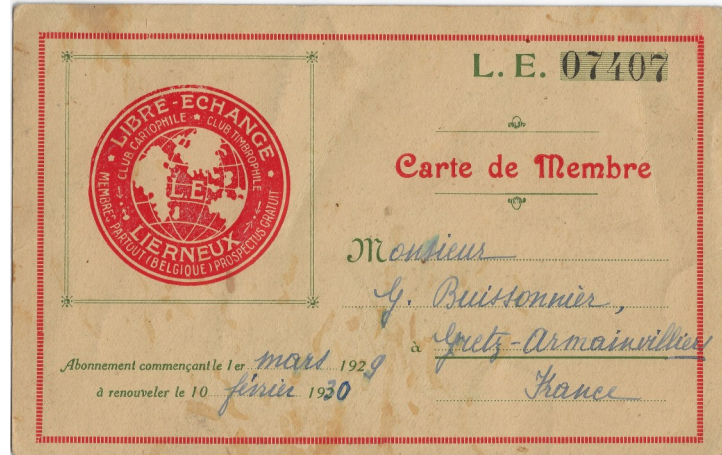 L. E. 07407
LIBRE-ECHANGE
CLUB CARTOPHILE * CLUB TIMBROPHILE
L.E.
LIERNEUX
MEMBRES PARTOUT (BELGIQUE) PROSPECTUS GRATUIT
Carte de Membre
Monsieur
G. Buissonnier,
à Gretz-Armainvilliers
France
Abonnement commençant le 1er mars 1929
à renouveler le 10 février 1930